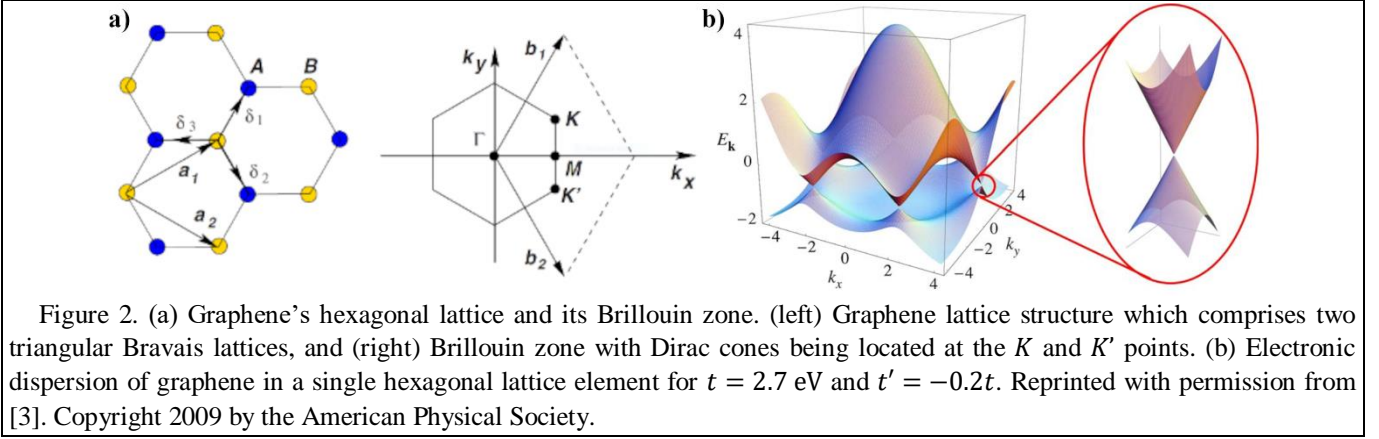 a)
A B
δ1
δ3
δ2
a1
a2
ky
b1
K
Γ
M
kx
K'
b2
b)
4
2
Ek
0
−2
−4
−2
0
kx
2
4
4
2
0
ky
−2
−4
Figure 2. (a) Graphene's hexagonal lattice and its Brillouin zone. (left) Graphene lattice structure which comprises two
triangular Bravais lattices, and (right) Brillouin zone with Dirac cones being located at the K and K' points. (b) Electronic
dispersion of graphene in a single hexagonal lattice element for t = 2.7 eV and t' = −0.2t. Reprinted with permission from
[3]. Copyright 2009 by the American Physical Society.